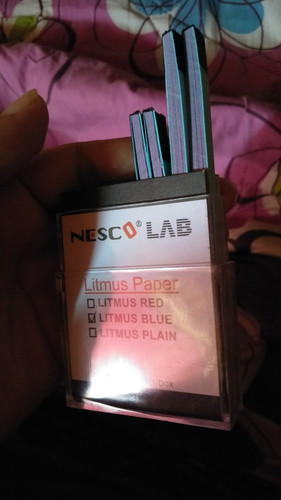 NESCO® LAB
Litmus Paper
LITMUS RED
LITMUS BLUE
LITMUS PLAIN